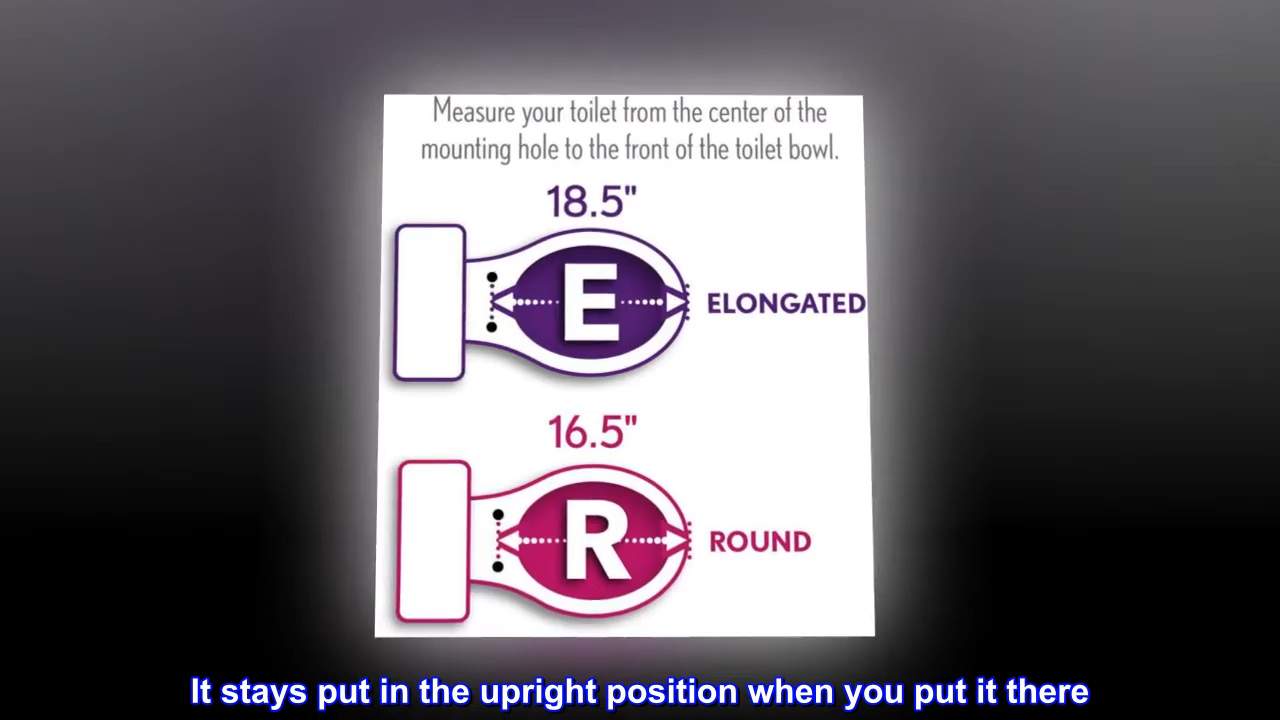 Measure your toilet from the center of the
mounting hole to the front of the toilet bowl.
18.5"
E
ELONGATED
16.5"
R
ROUND
It stays put in the upright position when you put it there